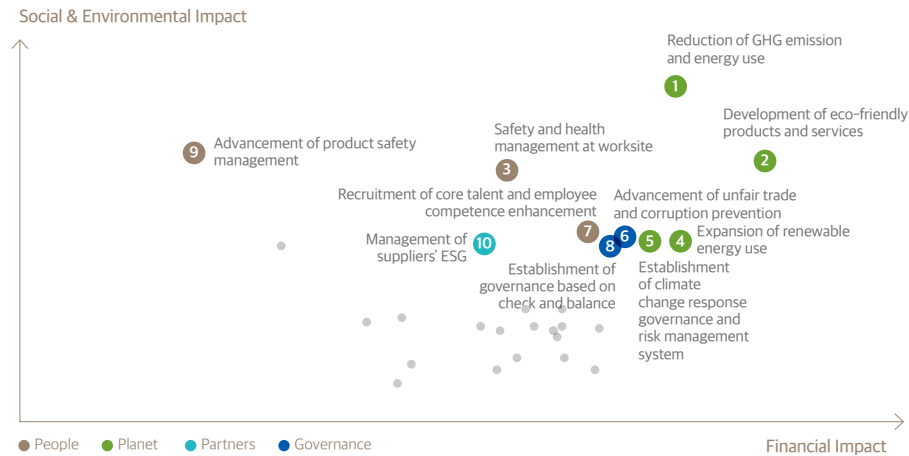 Social & Environmental Impact
Reduction of GHG emission
and energy use
1
Development of eco-friendly
products and services
2
Safety and health
management at worksite
3
Advancement of product safety
management
9
Recruitment of core talent and employee
competence enhancement
7
Advancement of unfair trade
and corruption prevention
6
Management of
suppliers' ESG
10
8
5
4
Expansion of renewable
energy use
Establishment of
governance based on
check and balance
Establishment
of climate
change response
governance and
risk management
system
People
Planet
Partners
Governance
Financial Impact